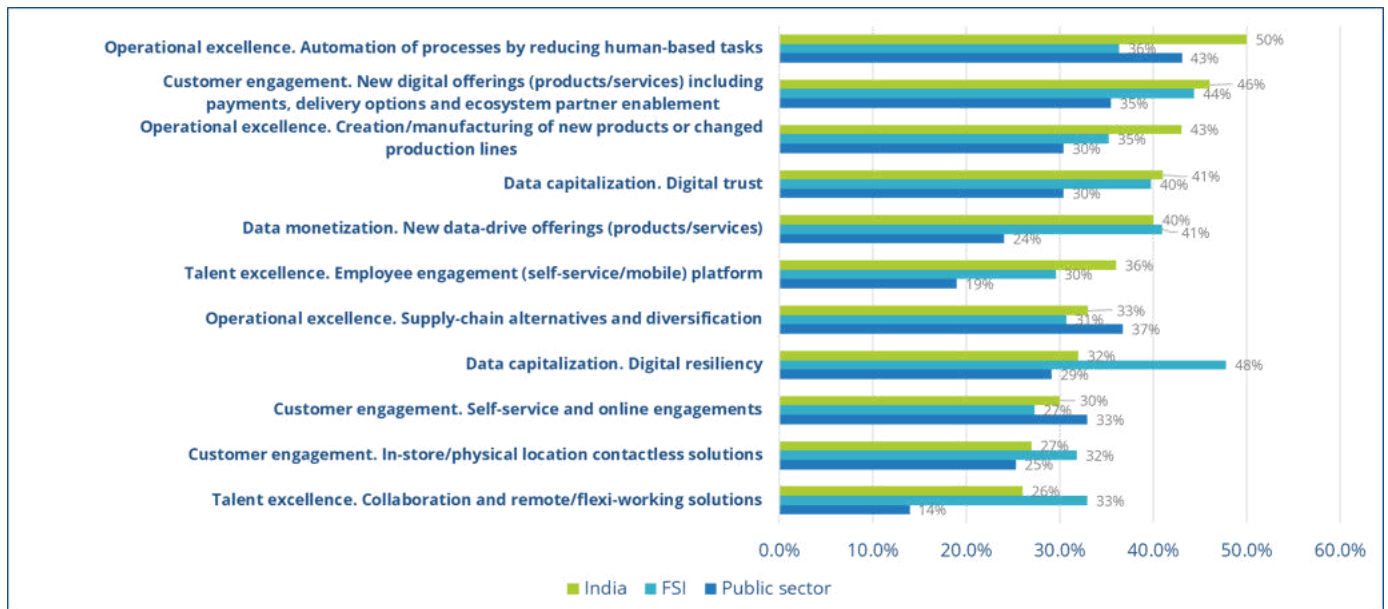 Operational excellence. Automation of processes by reducing human-based tasks
50%
36%
43%
Customer engagement. New digital offerings (products/services) including
payments, delivery options and ecosystem partner enablement
46%
44%
35%
Operational excellence. Creation/manufacturing of new products or changed
production lines
43%
35%
30%
Data capitalization. Digital trust
41%
40%
30%
Data monetization. New data-drive offerings (products/services)
40%
41%
24%
Talent excellence. Employee engagement (self-service/mobile) platform
36%
30%
19%
Operational excellence. Supply-chain alternatives and diversification
33%
31%
37%
Data capitalization. Digital resiliency
32%
48%
29%
Customer engagement. Self-service and online engagements
30%
27%
33%
Customer engagement. In-store/physical location contactless solutions
27%
32%
25%
Talent excellence. Collaboration and remote/flexi-working solutions
26%
33%
14%
0.0% 10.0% 20.0% 30.0% 40.0% 50.0% 60.0%
India FSI Public sector